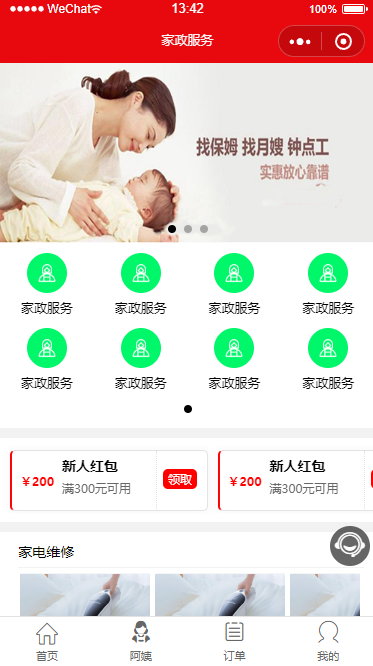 WeChat
13:42
100%
家政服务
找保姆 找月嫂 钟点工
实惠放心靠谱
家政服务 家政服务 家政服务 家政服务
家政服务 家政服务 家政服务 家政服务
新人红包
¥200 满300元可用 领取
新人红包
¥200 满300元可用
家电维修
首页 阿姨 订单 我的